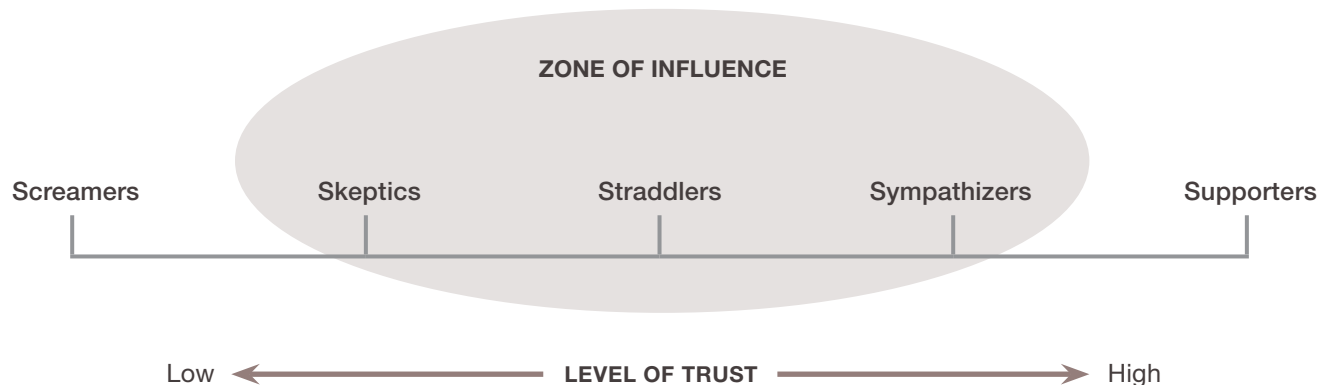 ZONE OF INFLUENCE
Screamers Skeptics Straddlers Sympathizers Supporters
Low LEVEL OF TRUST High